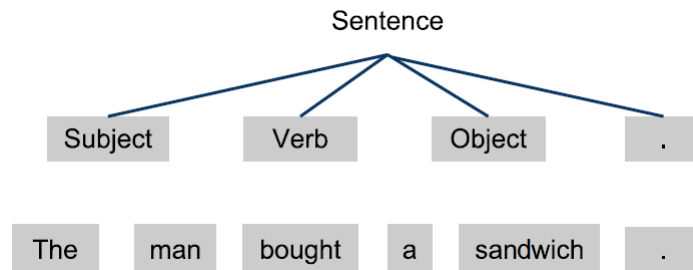 Sentence
Subject Verb Object .
The man bought a sandwich .